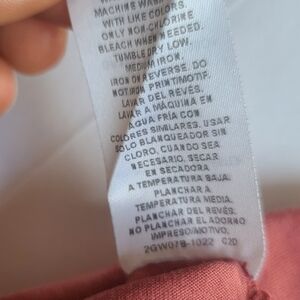 MACHINE WASH
WITH LIKE COLORS.
ONLY NON-CHLORINE
BLEACH WHEN NEEDED.
TUMBLE DRY LOW.
MEDIUM IRON.
IRON ON REVERSE. DO
NOT IRON PRINT/MOTIF.
LAVAR DEL REVÉS.
LAVAR A MÁQUINA EN
AGUA FRÍA CON
COLORES SIMILARES. USAR
SOLO BLANQUEADOR SIN
CLORO, CUANDO SEA
NECESARIO. SECAR
EN SECADORA
A TEMPERATURA BAJA.
PLANCHAR A
TEMPERATURA MEDIA.
PLANCHAR DEL REVÉS.
NO PLANCHAR EL ADORNO
IMPRESO/MOTIVO.
2GW07B-1022 C2D